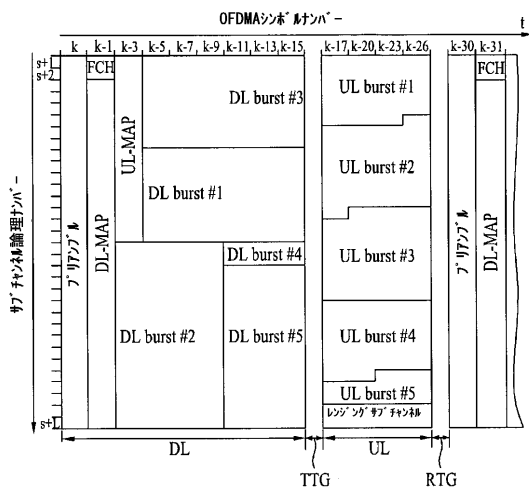 OFDMAシンボルナンバー
t
k
k-1
k-3
k-5
k-7
k-9
k-11
k-13
k-15
k-17
k-20
k-23
k-26
k-30
k-31
s+1
s+2
s+L
サブチャンネル論理ナンバー
プリアンブル
FCH
DL-MAP
UL-MAP
DL burst #3
DL burst #1
DL burst #2
DL burst #4
DL burst #5
UL burst #1
UL burst #2
UL burst #3
UL burst #4
UL burst #5
レンジングサブチャンネル
プリアンブル
FCH
DL-MAP
DL
TTG
UL
RTG